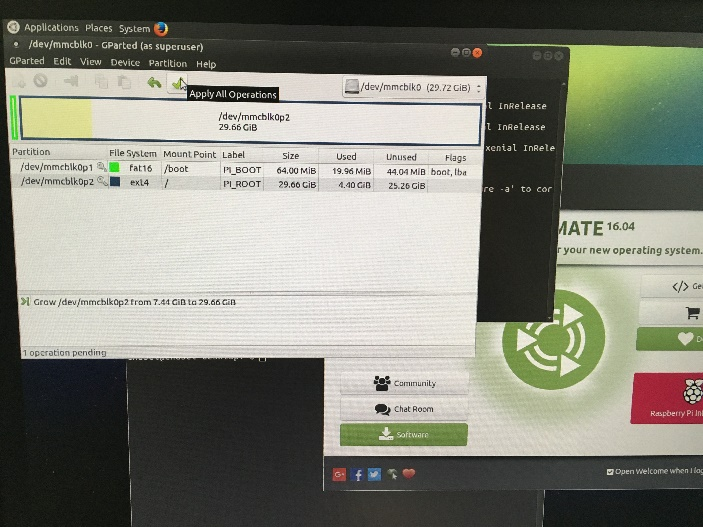 Applications Places System
/dev/mmcblk0 - GParted (as superuser)
GParted Edit View Device Partition Help
/dev/mmcblk0 (29.72 GiB)
Apply All Operations
/dev/mmcblk0p2
29.66 GiB
Partition File System Mount Point Label Size Used Unused Flags
/dev/mmcblk0p1 fat16 /boot PI_BOOT 64.00 MiB 19.96 MiB 44.04 MiB boot, lba
/dev/mmcblk0p2 ext4 / PI_ROOT 29.66 GiB 4.40 GiB 25.26 GiB
Grow /dev/mmcblk0p2 from 7.44 GiB to 29.66 GiB
1 operation pending
l InRelease
l InRelease
xenial InRele
re -a' to cor
MATE 16.04
r your new operating system.
</> Ge
D
Community
Chat Room
Software
Raspberry Pi In
G+ f
Open Welcome when I log